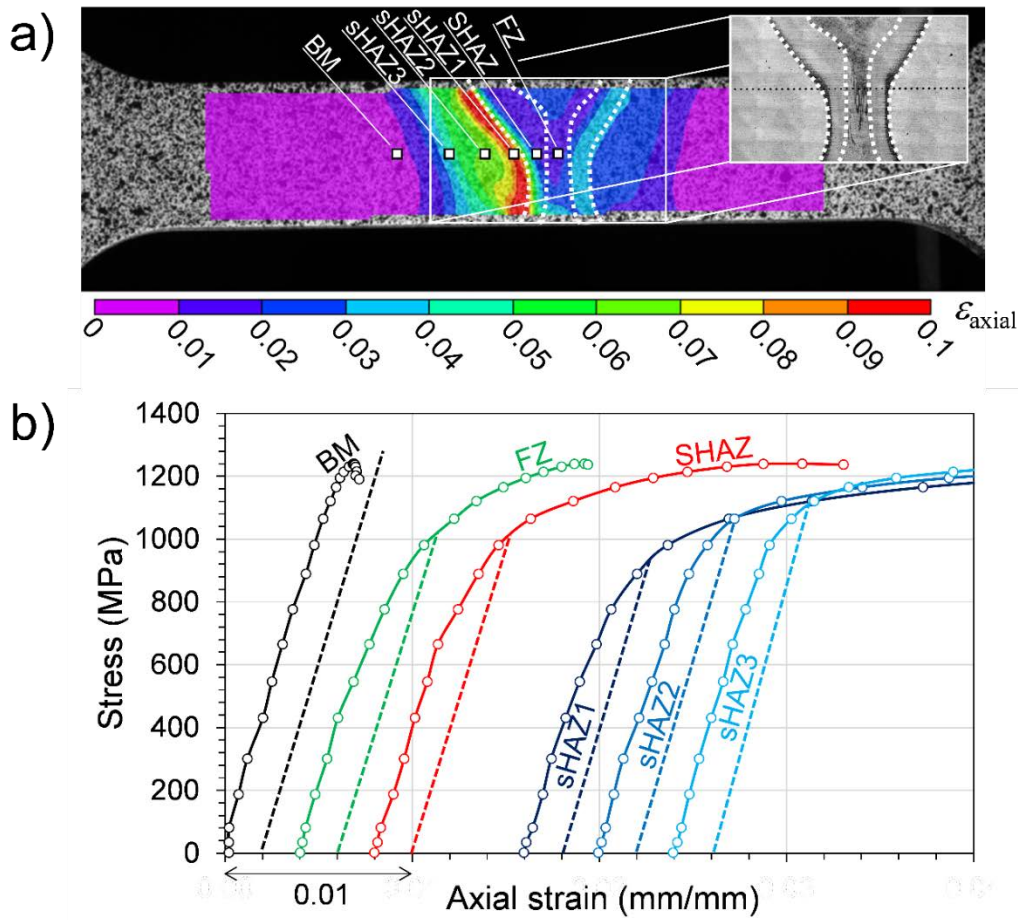 a)
BM
sHAZ3
sHAZ2
sHAZ1
SHAZ
FZ
0 0.01 0.02 0.03 0.04 0.05 0.06 0.07 0.08 0.09 0.1
εaxial
b)
1400
1200
1000
800
600
400
200
0
Stress (MPa)
BM
FZ
SHAZ
sHAZ1
sHAZ2
sHAZ3
0.01
Axial strain (mm/mm)